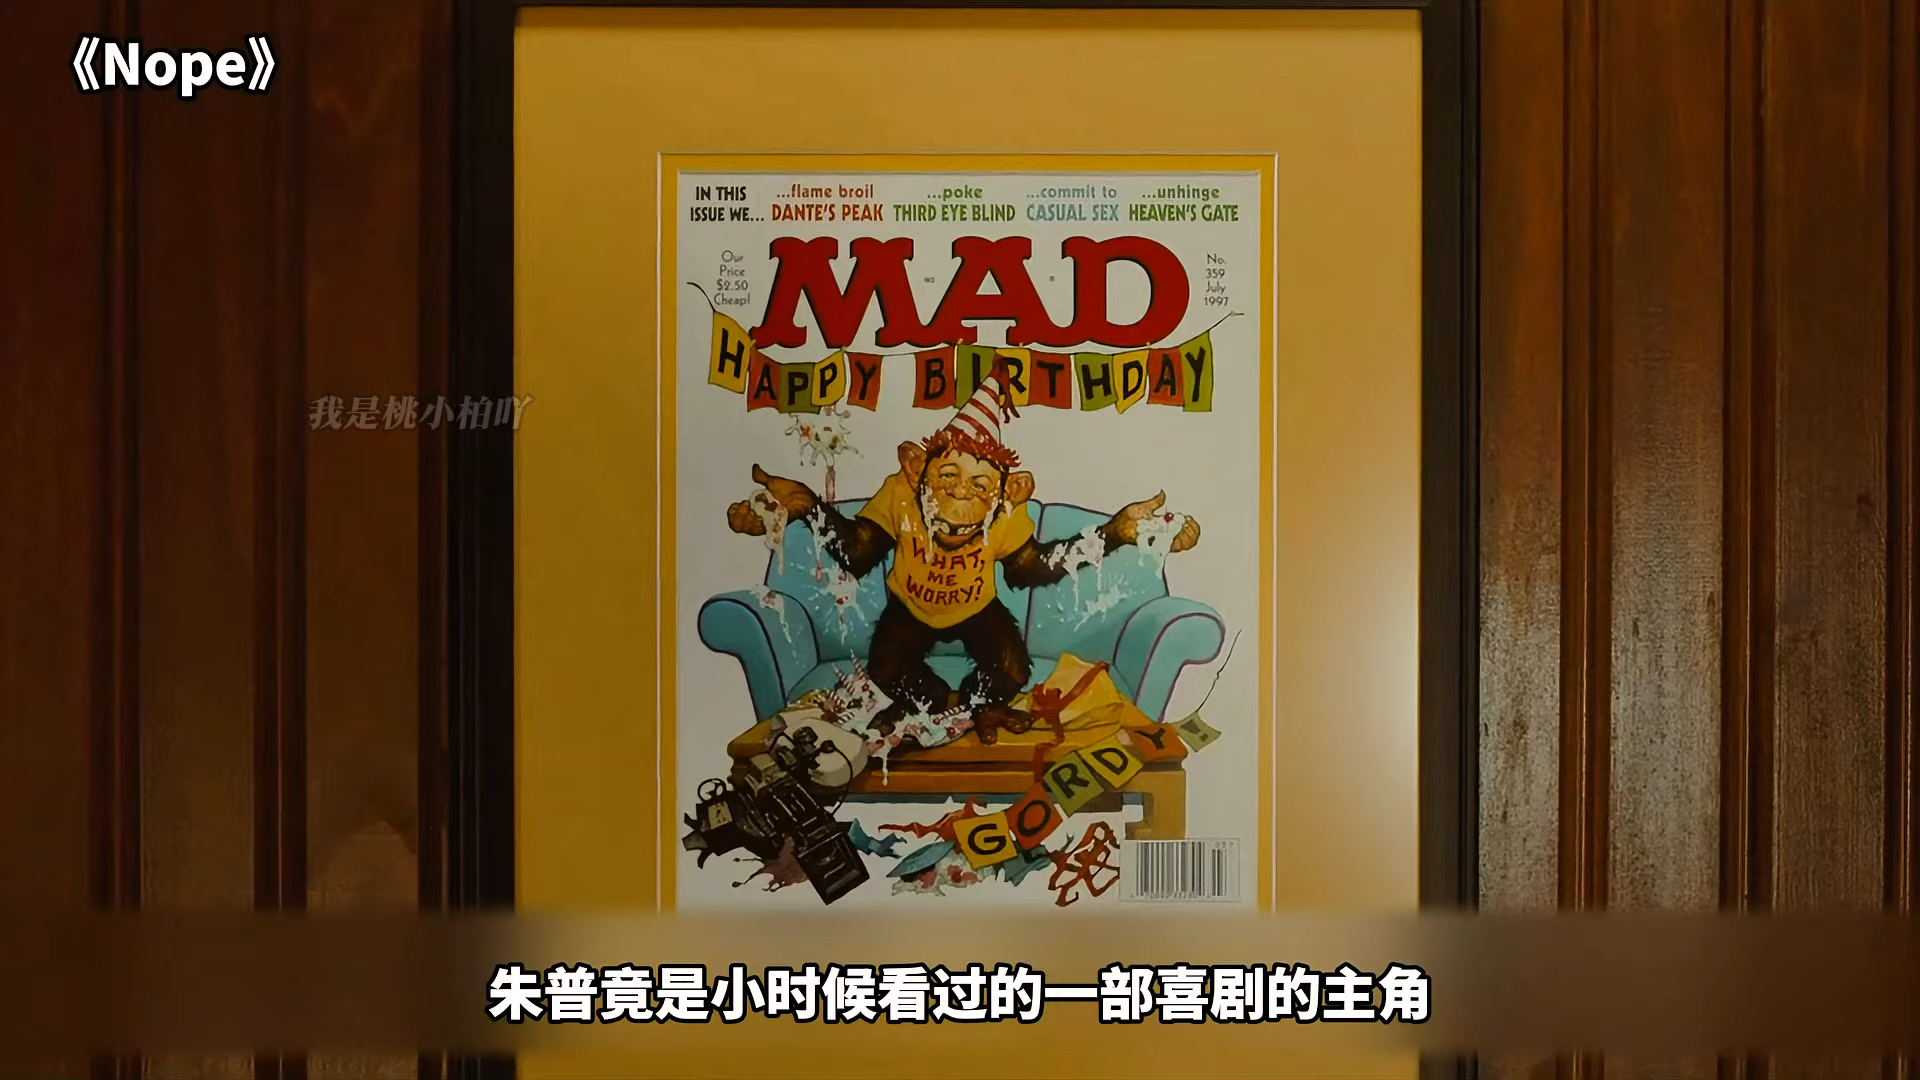 《Nope》
IN THIS ISSUE WE...
...flame broil DANTE'S PEAK
...poke THIRD EYE BLIND
...commit to CASUAL SEX
...unhinge HEAVEN'S GATE
Our
Price
$2.50
Cheap!
MAD
No.
359
July
1997
HAPPY BIRTHDAY
我是桃小柏吖
WHAT,
ME
WORRY?
GORDY!
朱普竟是小时候看过的一部喜剧的主角